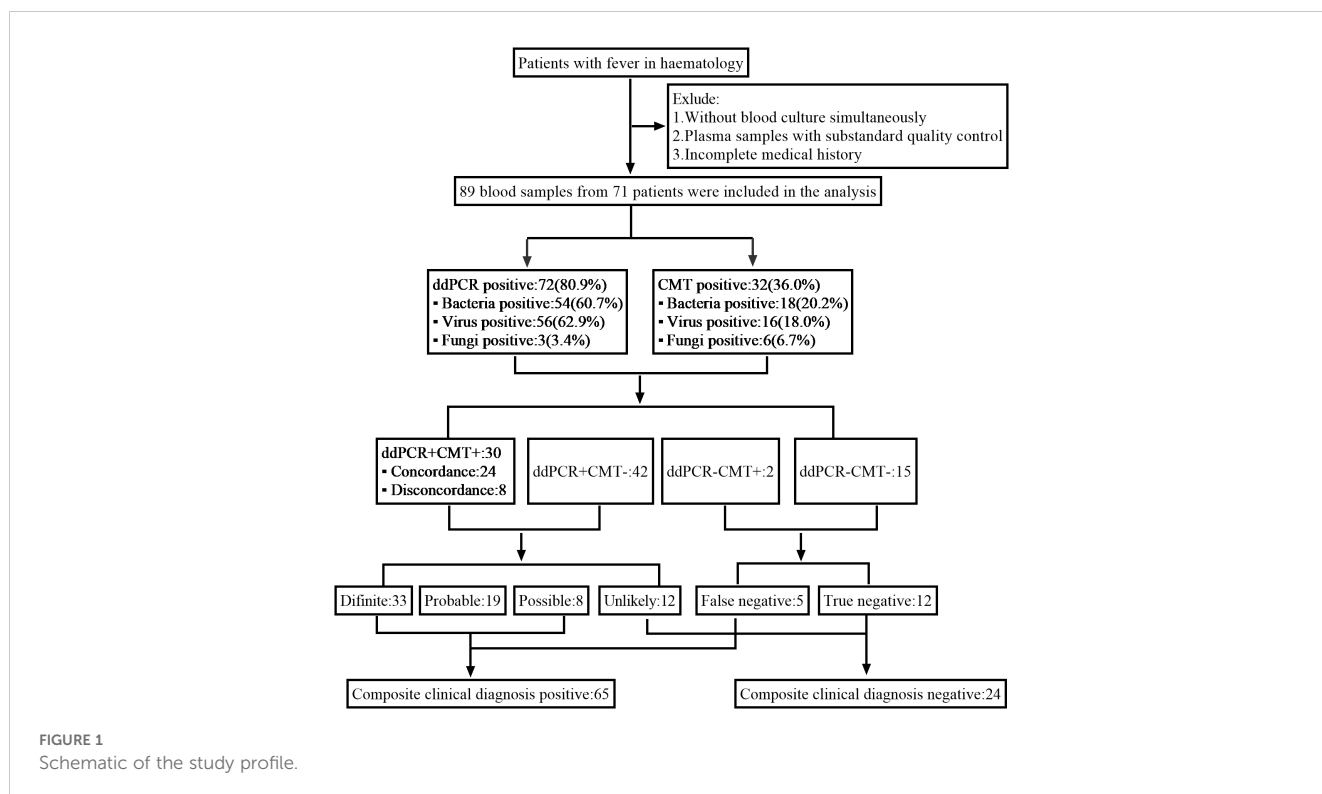 Patients with fever in haematology
Exlude:
1.Without blood culture simultaneously
2.Plasma samples with substandard quality control
3.Incomplete medical history
89 blood samples from 71 patients were included in the analysis
ddPCR positive:72(80.9%)
▪ Bacteria positive:54(60.7%)
▪ Virus positive:56(62.9%)
▪ Fungi positive:3(3.4%)
CMT positive:32(36.0%)
▪ Bacteria positive:18(20.2%)
▪ Virus positive:16(18.0%)
▪ Fungi positive:6(6.7%)
ddPCR+CMT+:30
▪ Concordance:24
▪ Disconcordance:8
ddPCR+CMT-:42
ddPCR-CMT+:2
ddPCR-CMT-:15
Difinite:33
Probable:19
Possible:8
Unlikely:12
False negative:5
True negative:12
Composite clinical diagnosis positive:65
Composite clinical diagnosis negative:24
FIGURE 1
Schematic of the study profile.